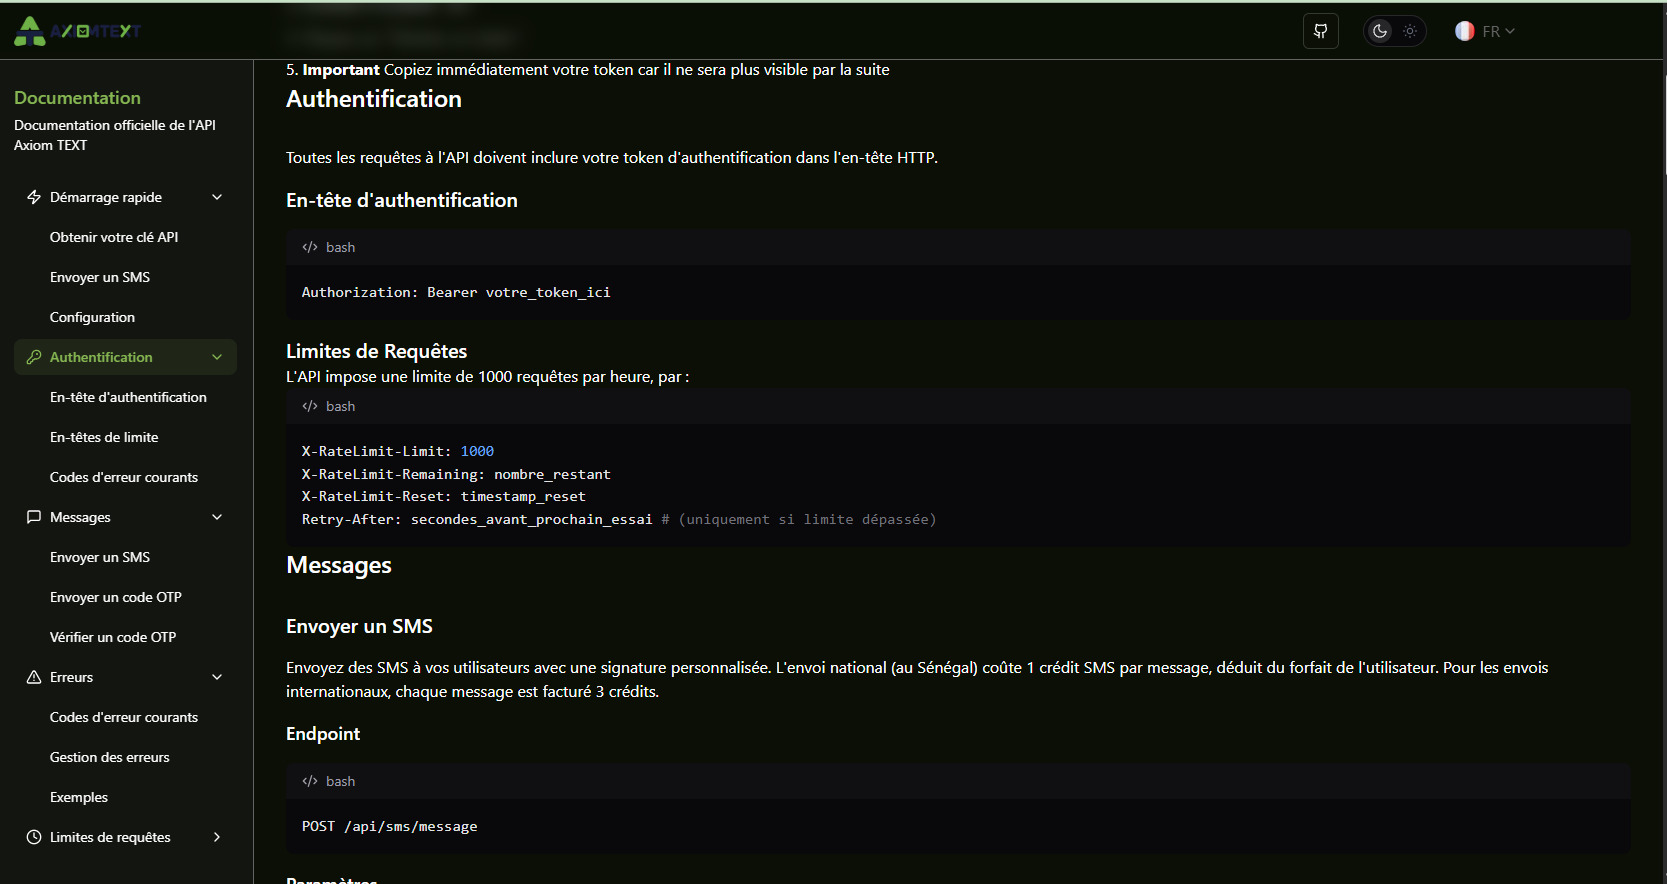 AXIOMTEXT
FR
Documentation
Documentation officielle de l'API
Axiom TEXT
Démarrage rapide
Obtenir votre clé API
Envoyer un SMS
Configuration
Authentification
En-tête d'authentification
En-têtes de limite
Codes d'erreur courants
Messages
Envoyer un SMS
Envoyer un code OTP
Vérifier un code OTP
Erreurs
Codes d'erreur courants
Gestion des erreurs
Exemples
Limites de requêtes
5. Important Copiez immédiatement votre token car il ne sera plus visible par la suite
Authentification
Toutes les requêtes à l'API doivent inclure votre token d'authentification dans l'en-tête HTTP.
En-tête d'authentification
</> bash
Authorization: Bearer votre_token_ici
Limites de Requêtes
L'API impose une limite de 1000 requêtes par heure, par :
</> bash
X-RateLimit-Limit: 1000
X-RateLimit-Remaining: nombre_restant
X-RateLimit-Reset: timestamp_reset
Retry-After: secondes_avant_prochain_essai # (uniquement si limite dépassée)
Messages
Envoyer un SMS
Envoyez des SMS à vos utilisateurs avec une signature personnalisée. L'envoi national (au Sénégal) coûte 1 crédit SMS par message, déduit du forfait de l'utilisateur. Pour les envois
internationaux, chaque message est facturé 3 crédits.
Endpoint
</> bash
POST /api/sms/message
Paramètres